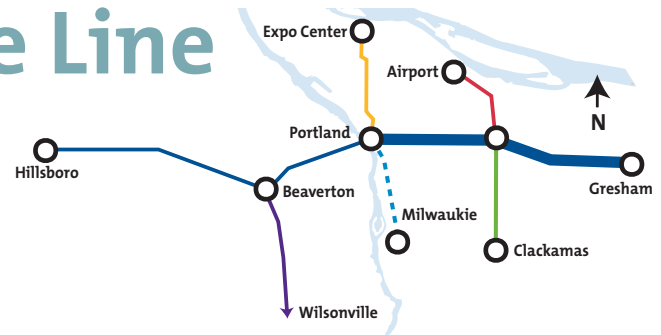 e Line
Expo Center
Airport
N
Portland
Hillsboro
Beaverton
Gresham
Milwaukie
Clackamas
Wilsonville